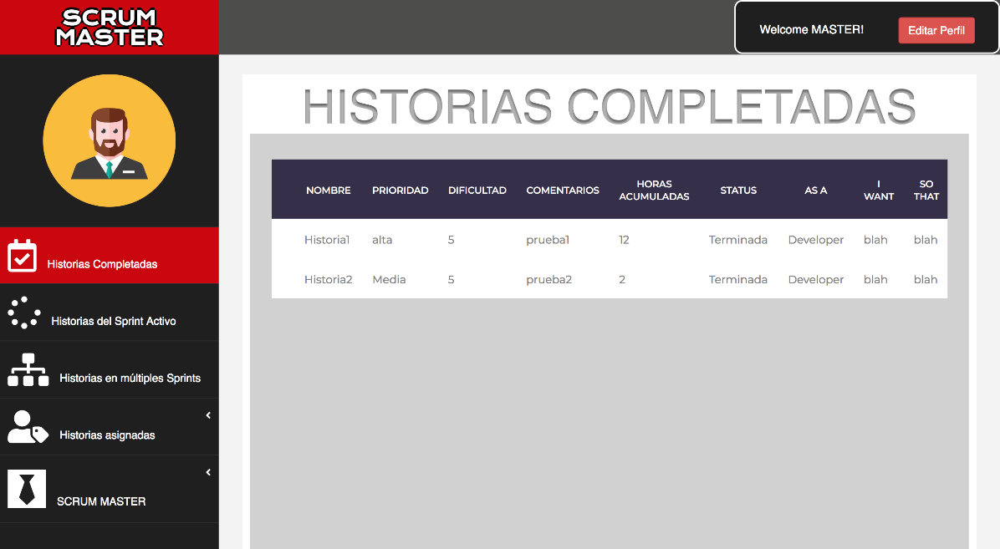 SCRUM
MASTER
Welcome MASTER!
Editar Perfil
Historias Completadas
Historias del Sprint Activo
Historias en múltiples Sprints
Historias asignadas
SCRUM MASTER
HISTORIAS COMPLETADAS
NOMBRE PRIORIDAD DIFICULTAD COMENTARIOS HORAS ACUMULADAS STATUS AS A I WANT SO THAT
Historia1 alta 5 prueba1 12 Terminada Developer blah blah
Historia2 Media 5 prueba2 2 Terminada Developer blah blah